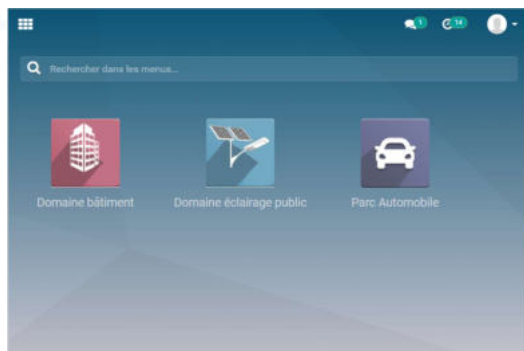 1
14
Rechercher dans les menus...
Domaine bâtiment
Domaine éclairage public
Parc Automobile